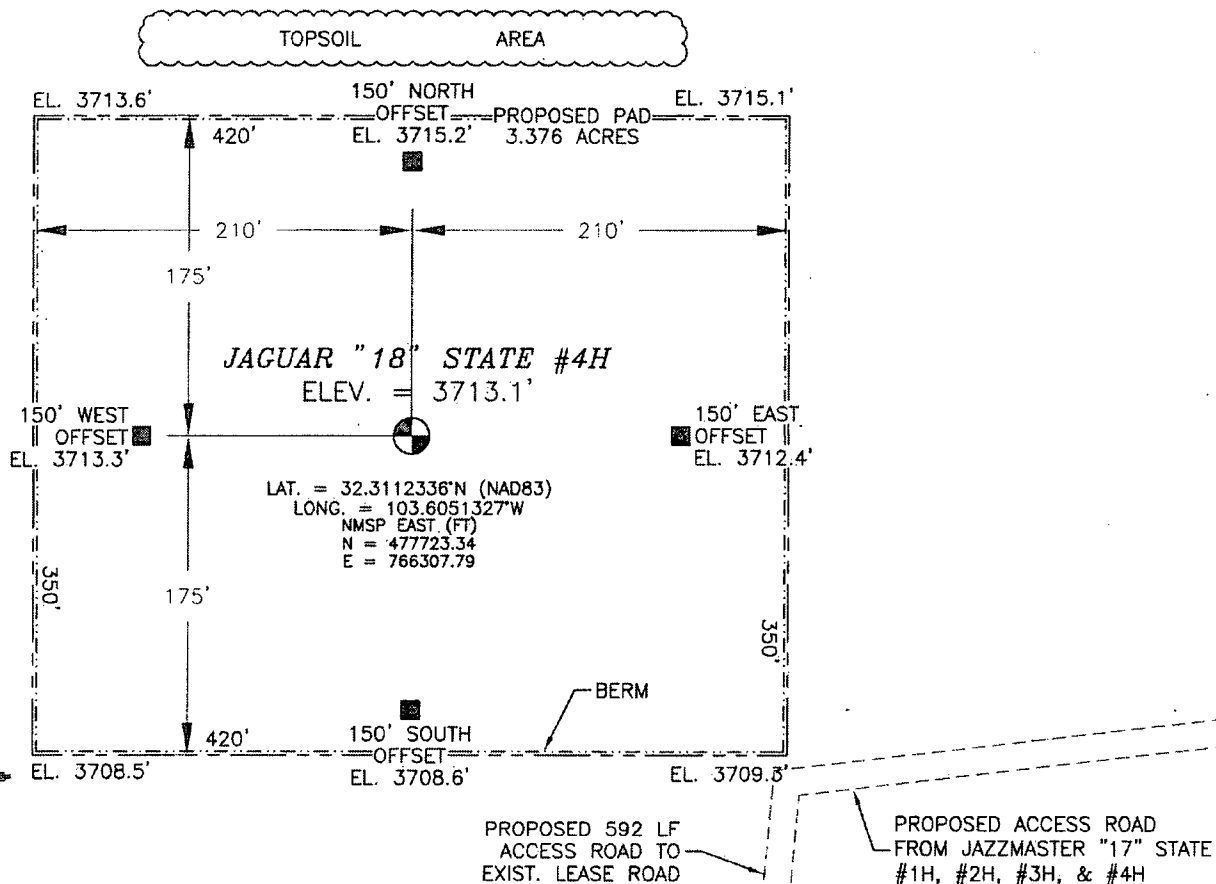 TOPSOIL AREA
EL. 3713.6'
150' NORTH
OFFSET
EL. 3715.2'
PROPOSED PAD
3.376 ACRES
EL. 3715.1'
420'
210'
210'
175'
JAGUAR "18" STATE #4H
ELEV. = 3713.1'
150' WEST
OFFSET
EL. 3713.3'
150' EAST
OFFSET
EL. 3712.4'
LAT. = 32.3112336°N (NAD83)
LONG. = 103.6051327°W
NMSP EAST (FT)
N = 477723.34
E = 766307.79
350'
175'
350'
BERM
420'
150' SOUTH
OFFSET
EL. 3708.6'
EL. 3708.5'
EL. 3709.3'
PROPOSED 592 LF
ACCESS ROAD TO
EXIST. LEASE ROAD
PROPOSED ACCESS ROAD
FROM JAZZMASTER "17" STATE
#1H, #2H, #3H, & #4H